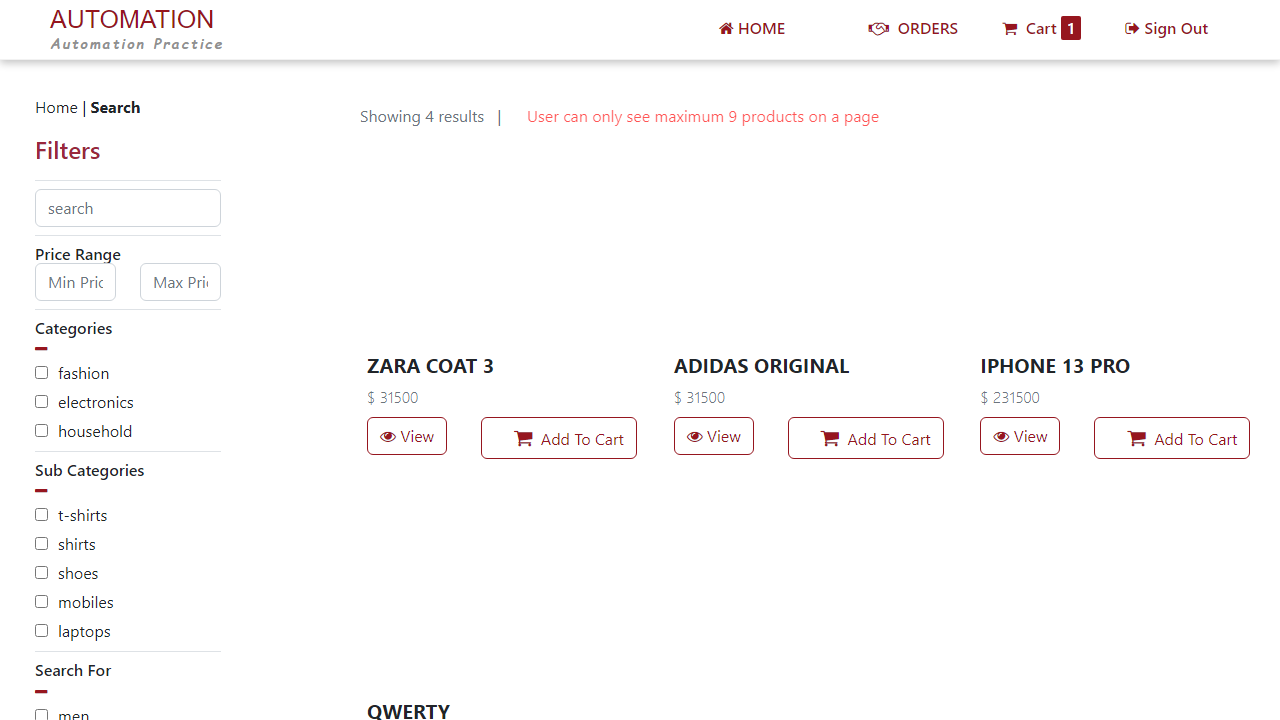 AUTOMATION
Automation Practice
HOME
ORDERS
Cart 1
Sign Out
Home | Search
Showing 4 results |
User can only see maximum 9 products on a page
Filters
search
Price Range
Min Pric
Max Pri
Categories
fashion
electronics
household
Sub Categories
t-shirts
shirts
shoes
mobiles
laptops
Search For
men
ZARA COAT 3
$ 31500
View
Add To Cart
ADIDAS ORIGINAL
$ 31500
View
Add To Cart
IPHONE 13 PRO
$ 231500
View
Add To Cart
QWERTY